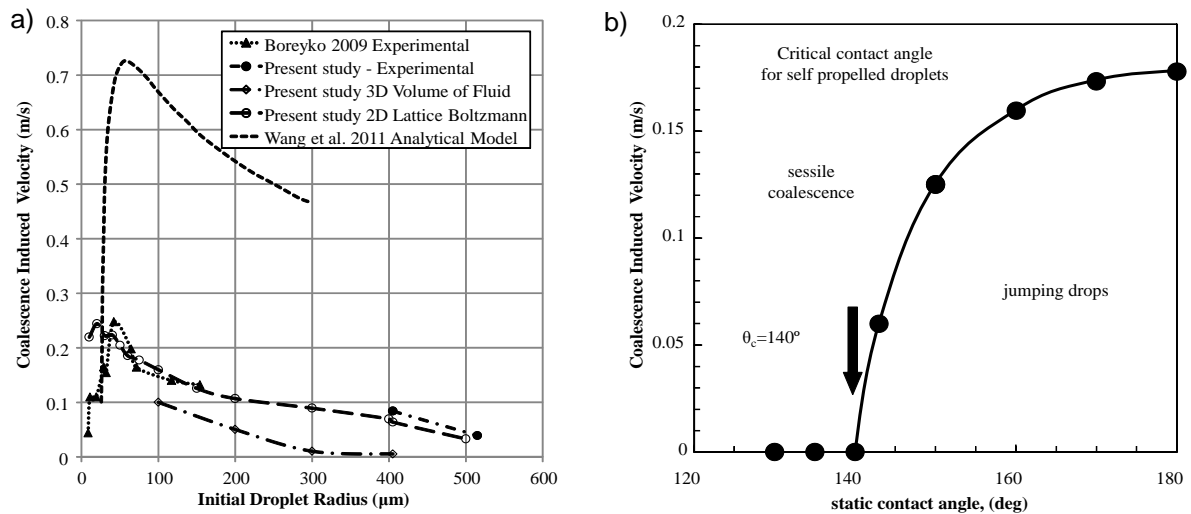 a)
Coalescence Induced Velocity (m/s)
0.8
0.7
0.6
0.5
0.4
0.3
0.2
0.1
0
Boreyko 2009 Experimental
Present study - Experimental
Present study 3D Volume of Fluid
Present study 2D Lattice Boltzmann
Wang et al. 2011 Analytical Model
0 100 200 300 400 500 600
Initial Droplet Radius (μm)
b)
Coalescence Induced Velocity (m/s)
0.2
0.15
0.1
0.05
0
Critical contact angle
for self propelled droplets
sessile
coalescence
jumping drops
θc=140º
120 140 160 180
static contact angle, (deg)